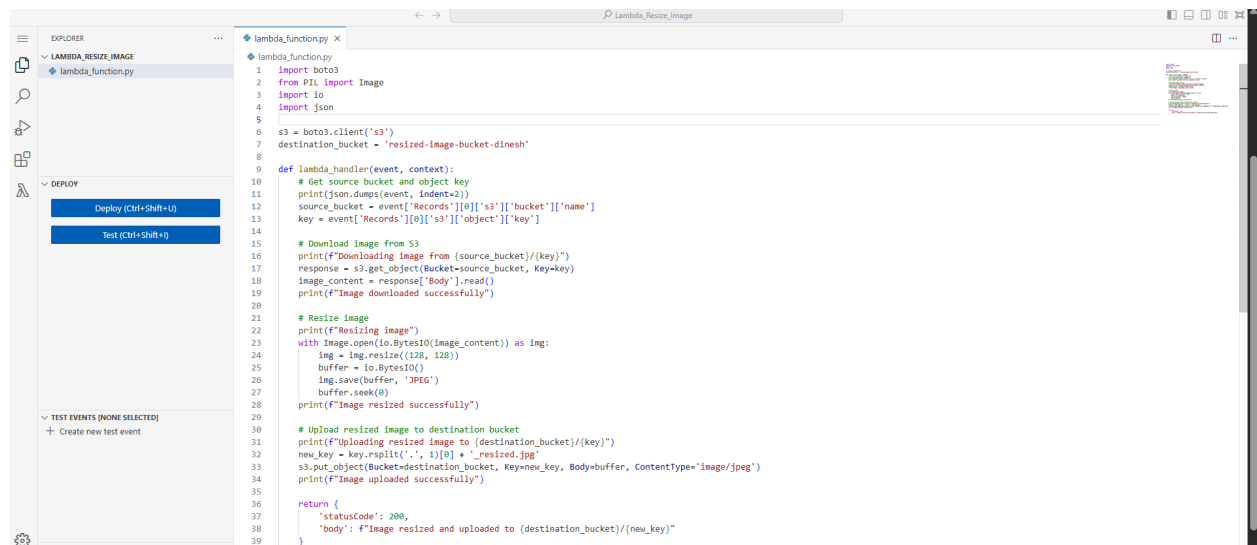 Lambda_Resize_Image
EXPLORER
LAMBDA_RESIZE_IMAGE
lambda_function.py
DEPLOY
Deploy (Ctrl+Shift+U)
Test (Ctrl+Shift+I)
TEST EVENTS [NONE SELECTED]
Create new test event
lambda_function.py
lambda_function.py
1 import boto3
2 from PIL import Image
3 import io
4 import json
5
6 s3 = boto3.client('s3')
7 destination_bucket = 'resized-image-bucket-dinesh'
8
9 def lambda_handler(event, context):
10     # Get source bucket and object key
11     print(json.dumps(event, indent=2))
12     source_bucket = event['Records'][0]['s3']['bucket']['name']
13     key = event['Records'][0]['s3']['object']['key']
14
15     # Download image from S3
16     print(f"Downloading image from {source_bucket}/{key}")
17     response = s3.get_object(Bucket=source_bucket, Key=key)
18     image_content = response['Body'].read()
19     print(f"Image downloaded successfully")
20
21     # Resize image
22     print(f"Resizing image")
23     with Image.open(io.BytesIO(image_content)) as img:
24         img = img.resize((128, 128))
25         buffer = io.BytesIO()
26         img.save(buffer, 'JPEG')
27         buffer.seek(0)
28     print(f"Image resized successfully")
29
30     # Upload resized image to destination bucket
31     print(f"Uploading resized image to {destination_bucket}/{key}")
32     new_key = key.rsplit('.', 1)[0] + '_resized.jpg'
33     s3.put_object(Bucket=destination_bucket, Key=new_key, Body=buffer, ContentType='image/jpeg')
34     print(f"Image uploaded successfully")
35
36     return {
37         'statusCode': 200,
38         'body': f"Image resized and uploaded to {destination_bucket}/{new_key}"
39     }